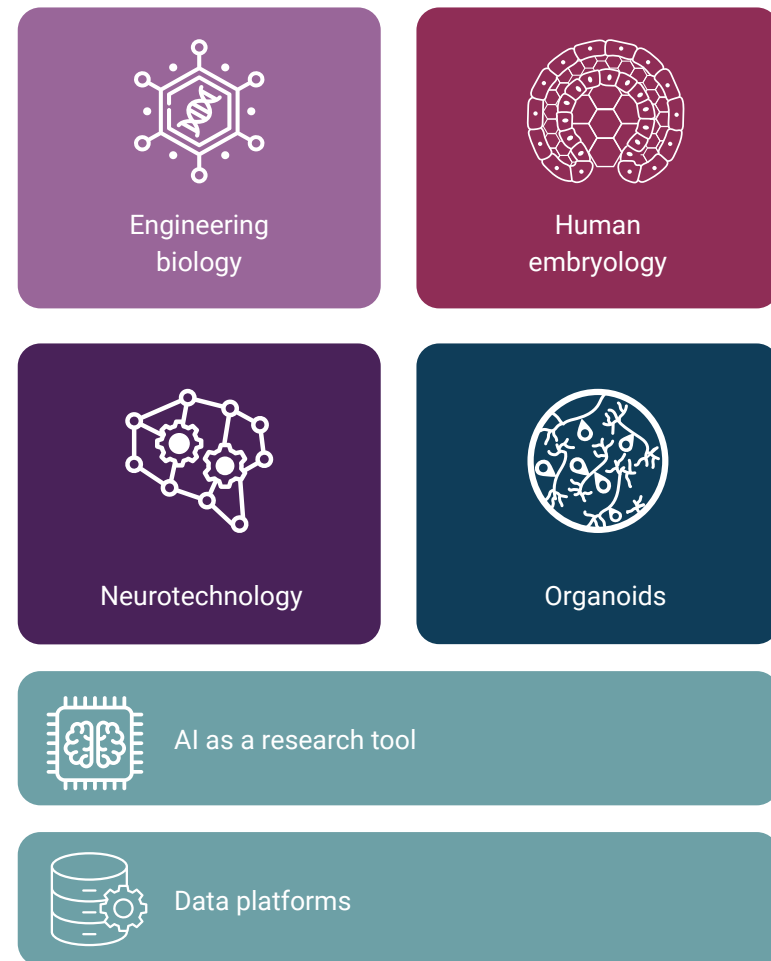 Engineering
biology
Human
embryology
Neurotechnology
Organoids
AI as a research tool
Data platforms